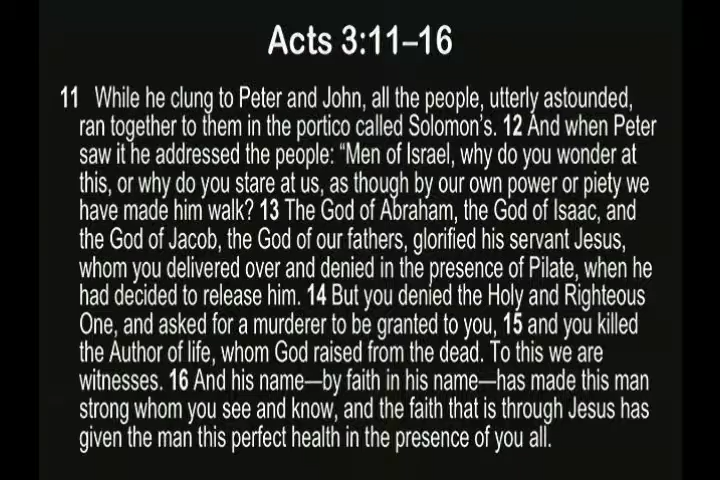 Acts 3:11–16
11 While he clung to Peter and John, all the people, utterly astounded,
ran together to them in the portico called Solomon's. 12 And when Peter
saw it he addressed the people: “Men of Israel, why do you wonder at
this, or why do you stare at us, as though by our own power or piety we
have made him walk? 13 The God of Abraham, the God of Isaac, and
the God of Jacob, the God of our fathers, glorified his servant Jesus,
whom you delivered over and denied in the presence of Pilate, when he
had decided to release him. 14 But you denied the Holy and Righteous
One, and asked for a murderer to be granted to you, 15 and you killed
the Author of life, whom God raised from the dead. To this we are
witnesses. 16 And his name—by faith in his name—has made this man
strong whom you see and know, and the faith that is through Jesus has
given the man this perfect health in the presence of you all.